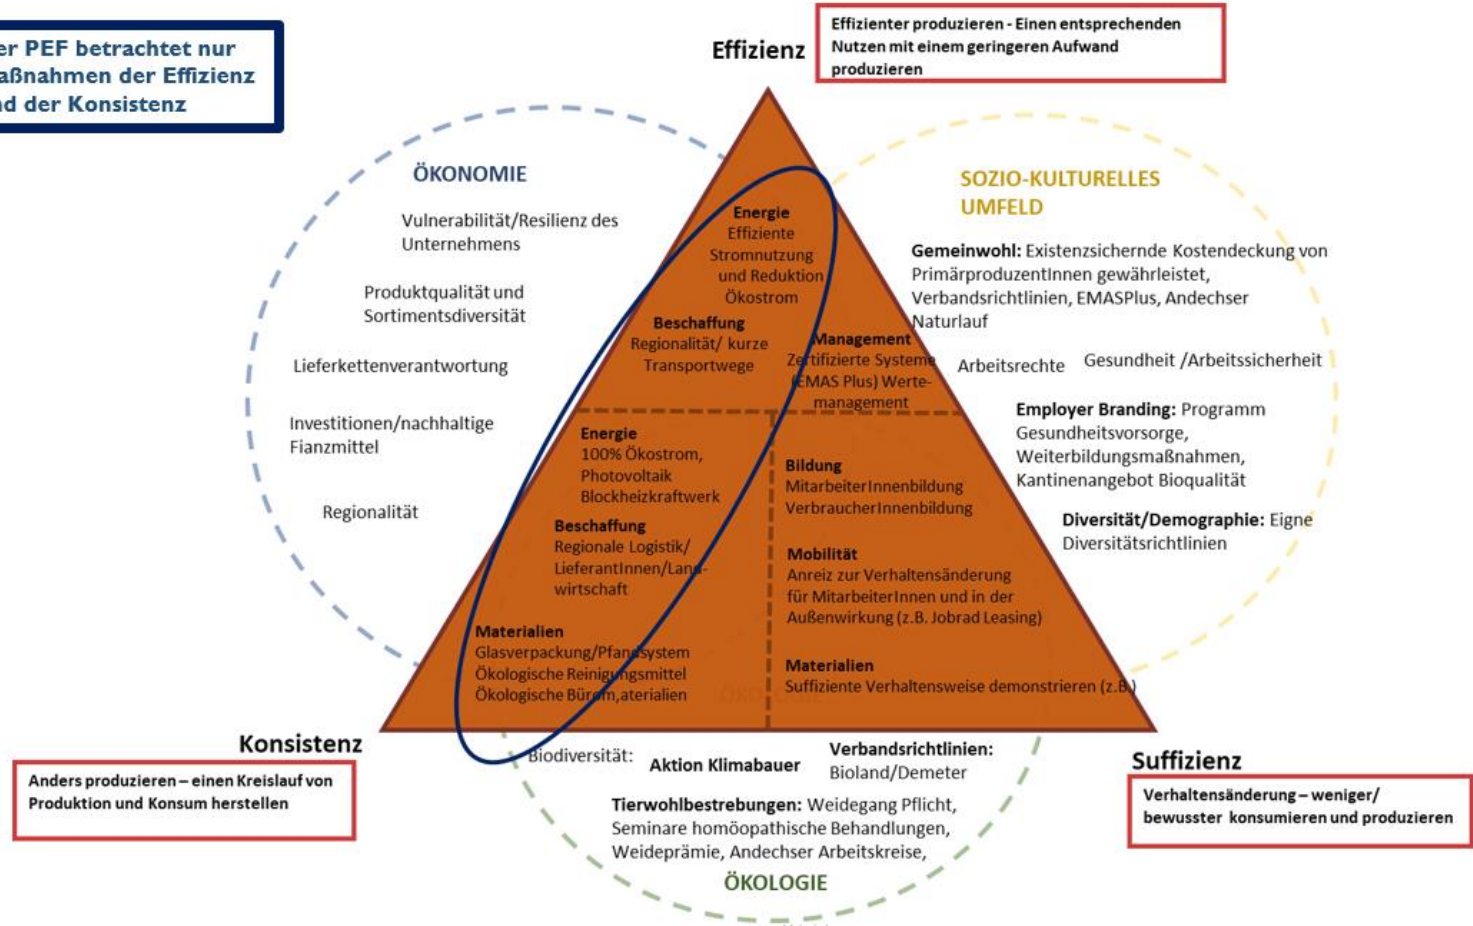 er PEF betrachtet nur
aßnahmen der Effizienz
nd der Konsistenz
Effizienz
Effizienter produzieren - Einen entsprechenden
Nutzen mit einem geringeren Aufwand
produzieren
ÖKONOMIE
Vulnerabilität/Resilienz des
Unternehmens
Produktqualität und
Sortimentsdiversität
Lieferkettenverantwortung
Investitionen/nachhaltige
Fianzmittel
Regionalität
Energie
Effiziente
Stromnutzung
und Reduktion
Ökostrom
Beschaffung
Regionalität/ kurze
Transportwege
Management
Zertifizierte Systeme
(EMAS Plus) Werte-
management
SOZIO-KULTURELLES
UMFELD
Gemeinwohl: Existenzsichernde Kostendeckung von
PrimärproduzentInnen gewährleistet,
Verbandsrichtlinien, EMASPlus, Andechser
Naturlauf
Arbeitsrechte
Gesundheit /Arbeitssicherheit
Employer Branding: Programm
Gesundheitsvorsorge,
Weiterbildungsmaßnahmen,
Kantinenangebot Bioqualität
Diversität/Demographie: Eigne
Diversitätsrichtlinien
Energie
100% Ökostrom,
Photovoltaik
Blockheizkraftwerk
Beschaffung
Regionale Logistik/
LieferantInnen/Land-
wirtschaft
Materialien
Glasverpackung/Pfandsystem
Ökologische Reinigungsmittel
Ökologische Bürom,aterialien
Bildung
MitarbeiterInnenbildung
VerbraucherInnenbildung
Mobilität
Anreiz zur Verhaltensänderung
für MitarbeiterInnen und in der
Außenwirkung (z.B. Jobrad Leasing)
Materialien
Suffiziente Verhaltensweise demonstrieren (z.B.)
ÖKOLOGIE
Konsistenz
Anders produzieren – einen Kreislauf von
Produktion und Konsum herstellen
Suffizienz
Verhaltensänderung – weniger/
bewusster konsumieren und produzieren
Biodiversität:
Aktion Klimabauer
Verbandsrichtlinien:
Bioland/Demeter
Tierwohlbestrebungen: Weidegang Pflicht,
Seminare homöopathische Behandlungen,
Weideprämie, Andechser Arbeitskreise,
ÖKOLOGIE